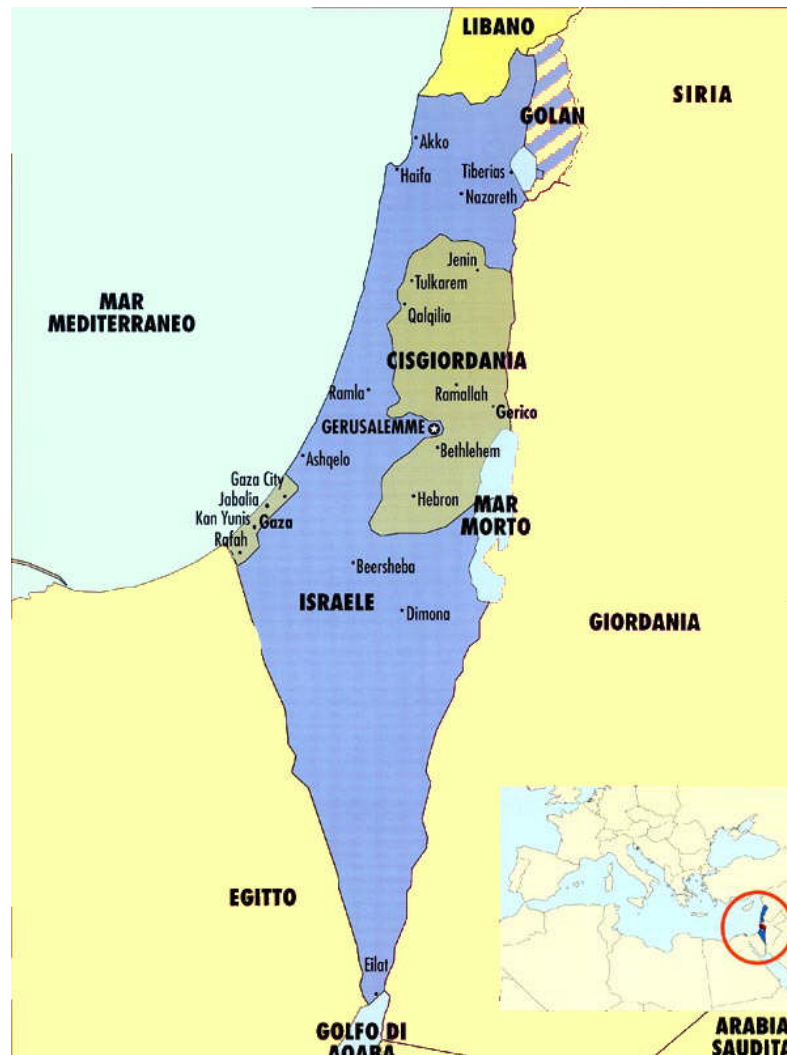 LIBANO
SIRIA
GOLAN
Akko
Haifa
Tiberias
Nazareth
Jenin
Tulkarem
Qalqilia
MAR
MEDITERRANEO
CISGIORDANIA
Ramla
Ramallah
Gerico
GERUSALEMME
Bethlehem
Ashqelo
Gaza City
Jabalia
Kan Yunis
Gaza
Rafah
Hebron
MAR
MORTO
Beersheba
ISRAELE
Dimona
GIORDANIA
EGITTO
Eilat
GOLFO DI
AQABA
ARABIA
SAUDITA